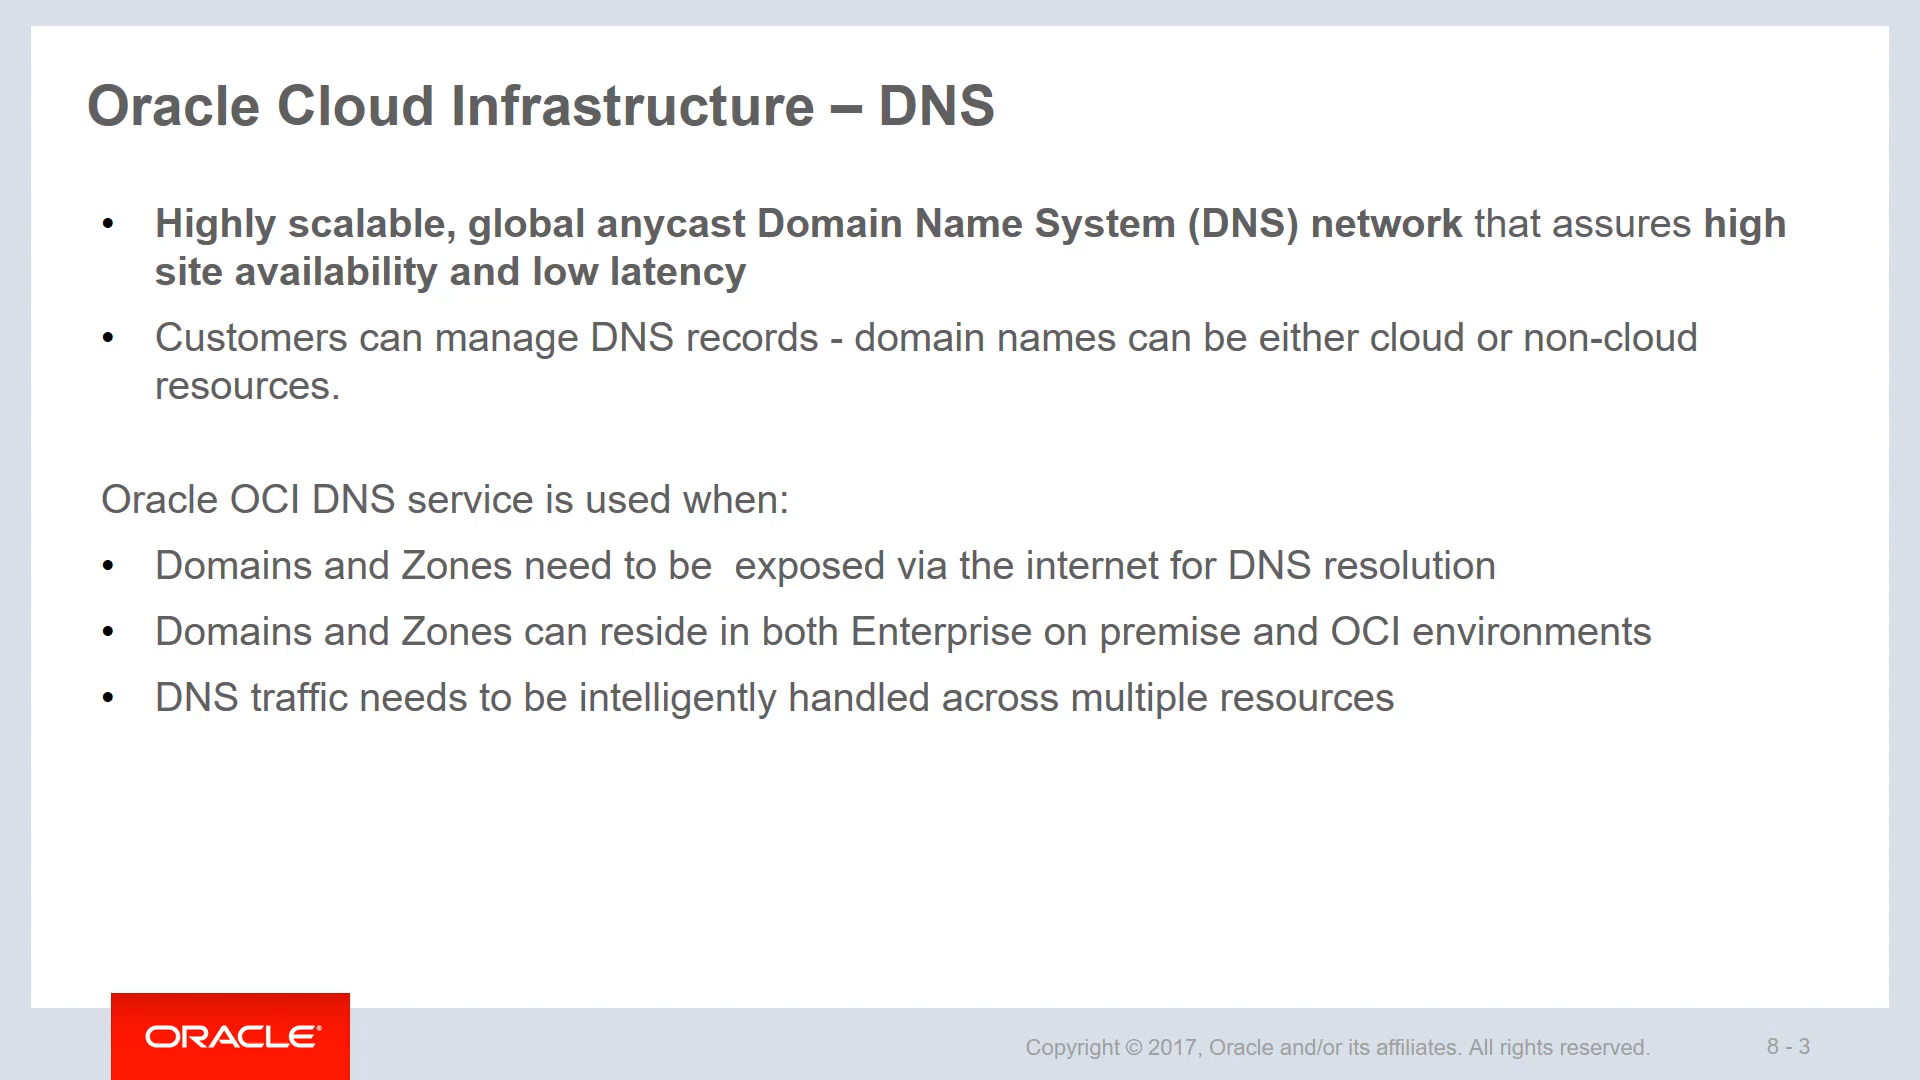 Oracle Cloud Infrastructure – DNS
• Highly scalable, global anycast Domain Name System (DNS) network that assures high
site availability and low latency
• Customers can manage DNS records - domain names can be either cloud or non-cloud
resources.
Oracle OCI DNS service is used when:
• Domains and Zones need to be  exposed via the internet for DNS resolution
• Domains and Zones can reside in both Enterprise on premise and OCI environments
• DNS traffic needs to be intelligently handled across multiple resources
ORACLE®
Copyright © 2017, Oracle and/or its affiliates. All rights reserved.
8 - 3